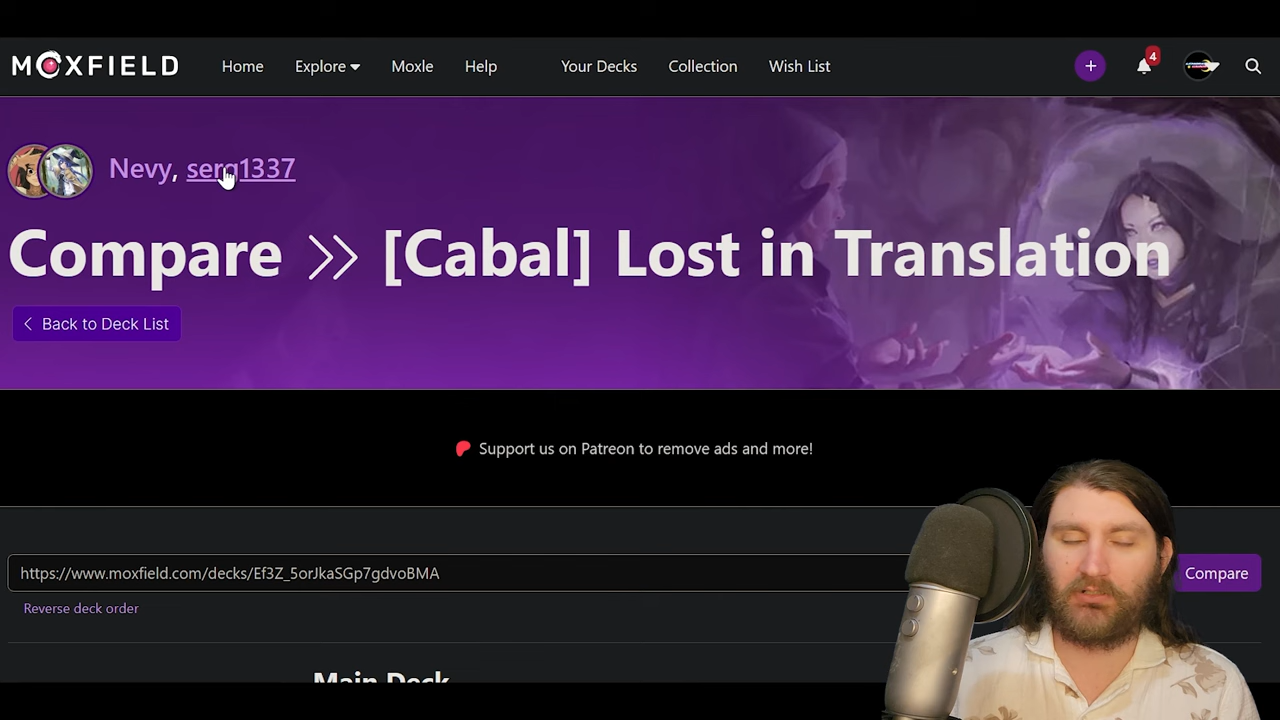 MOXFIELD Home Explore Moxle Help Your Decks Collection Wish List + 4
Nevy, serg1337
Compare >> [Cabal] Lost in Translation
Back to Deck List
Support us on Patreon to remove ads and more!
https://www.moxfield.com/decks/Ef3Z_5orJkaSGp7gdvoBMA Compare
Reverse deck order
Main Deck